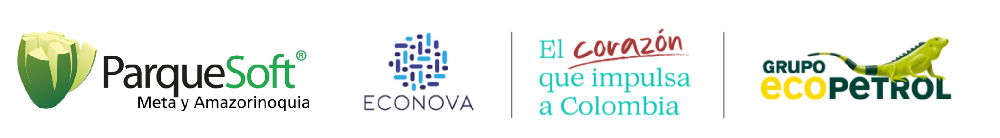 ParqueSoft®
Meta y Amazorinoquia
ECONOVA
El corazón
que impulsa
a Colombia
GRUPO
ecoPETROL